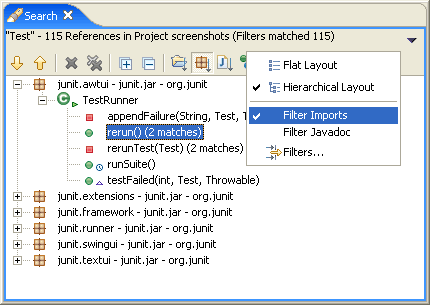 Search
"Test" - 115 References in Project screenshots (Filters matched 115)
Flat Layout
Hierarchical Layout
Filter Imports
Filter Javadoc
Filters...
junit.awtui - junit.jar - org.junit
TestRunner
appendFailure(String, Test, T
rerun() (2 matches)
rerunTest(Test) (2 matches)
runSuite()
testFailed(int, Test, Throwable)
junit.extensions - junit.jar - org.junit
junit.framework - junit.jar - org.junit
junit.runner - junit.jar - org.junit
junit.swingui - junit.jar - org.junit
junit.textui - junit.jar - org.junit